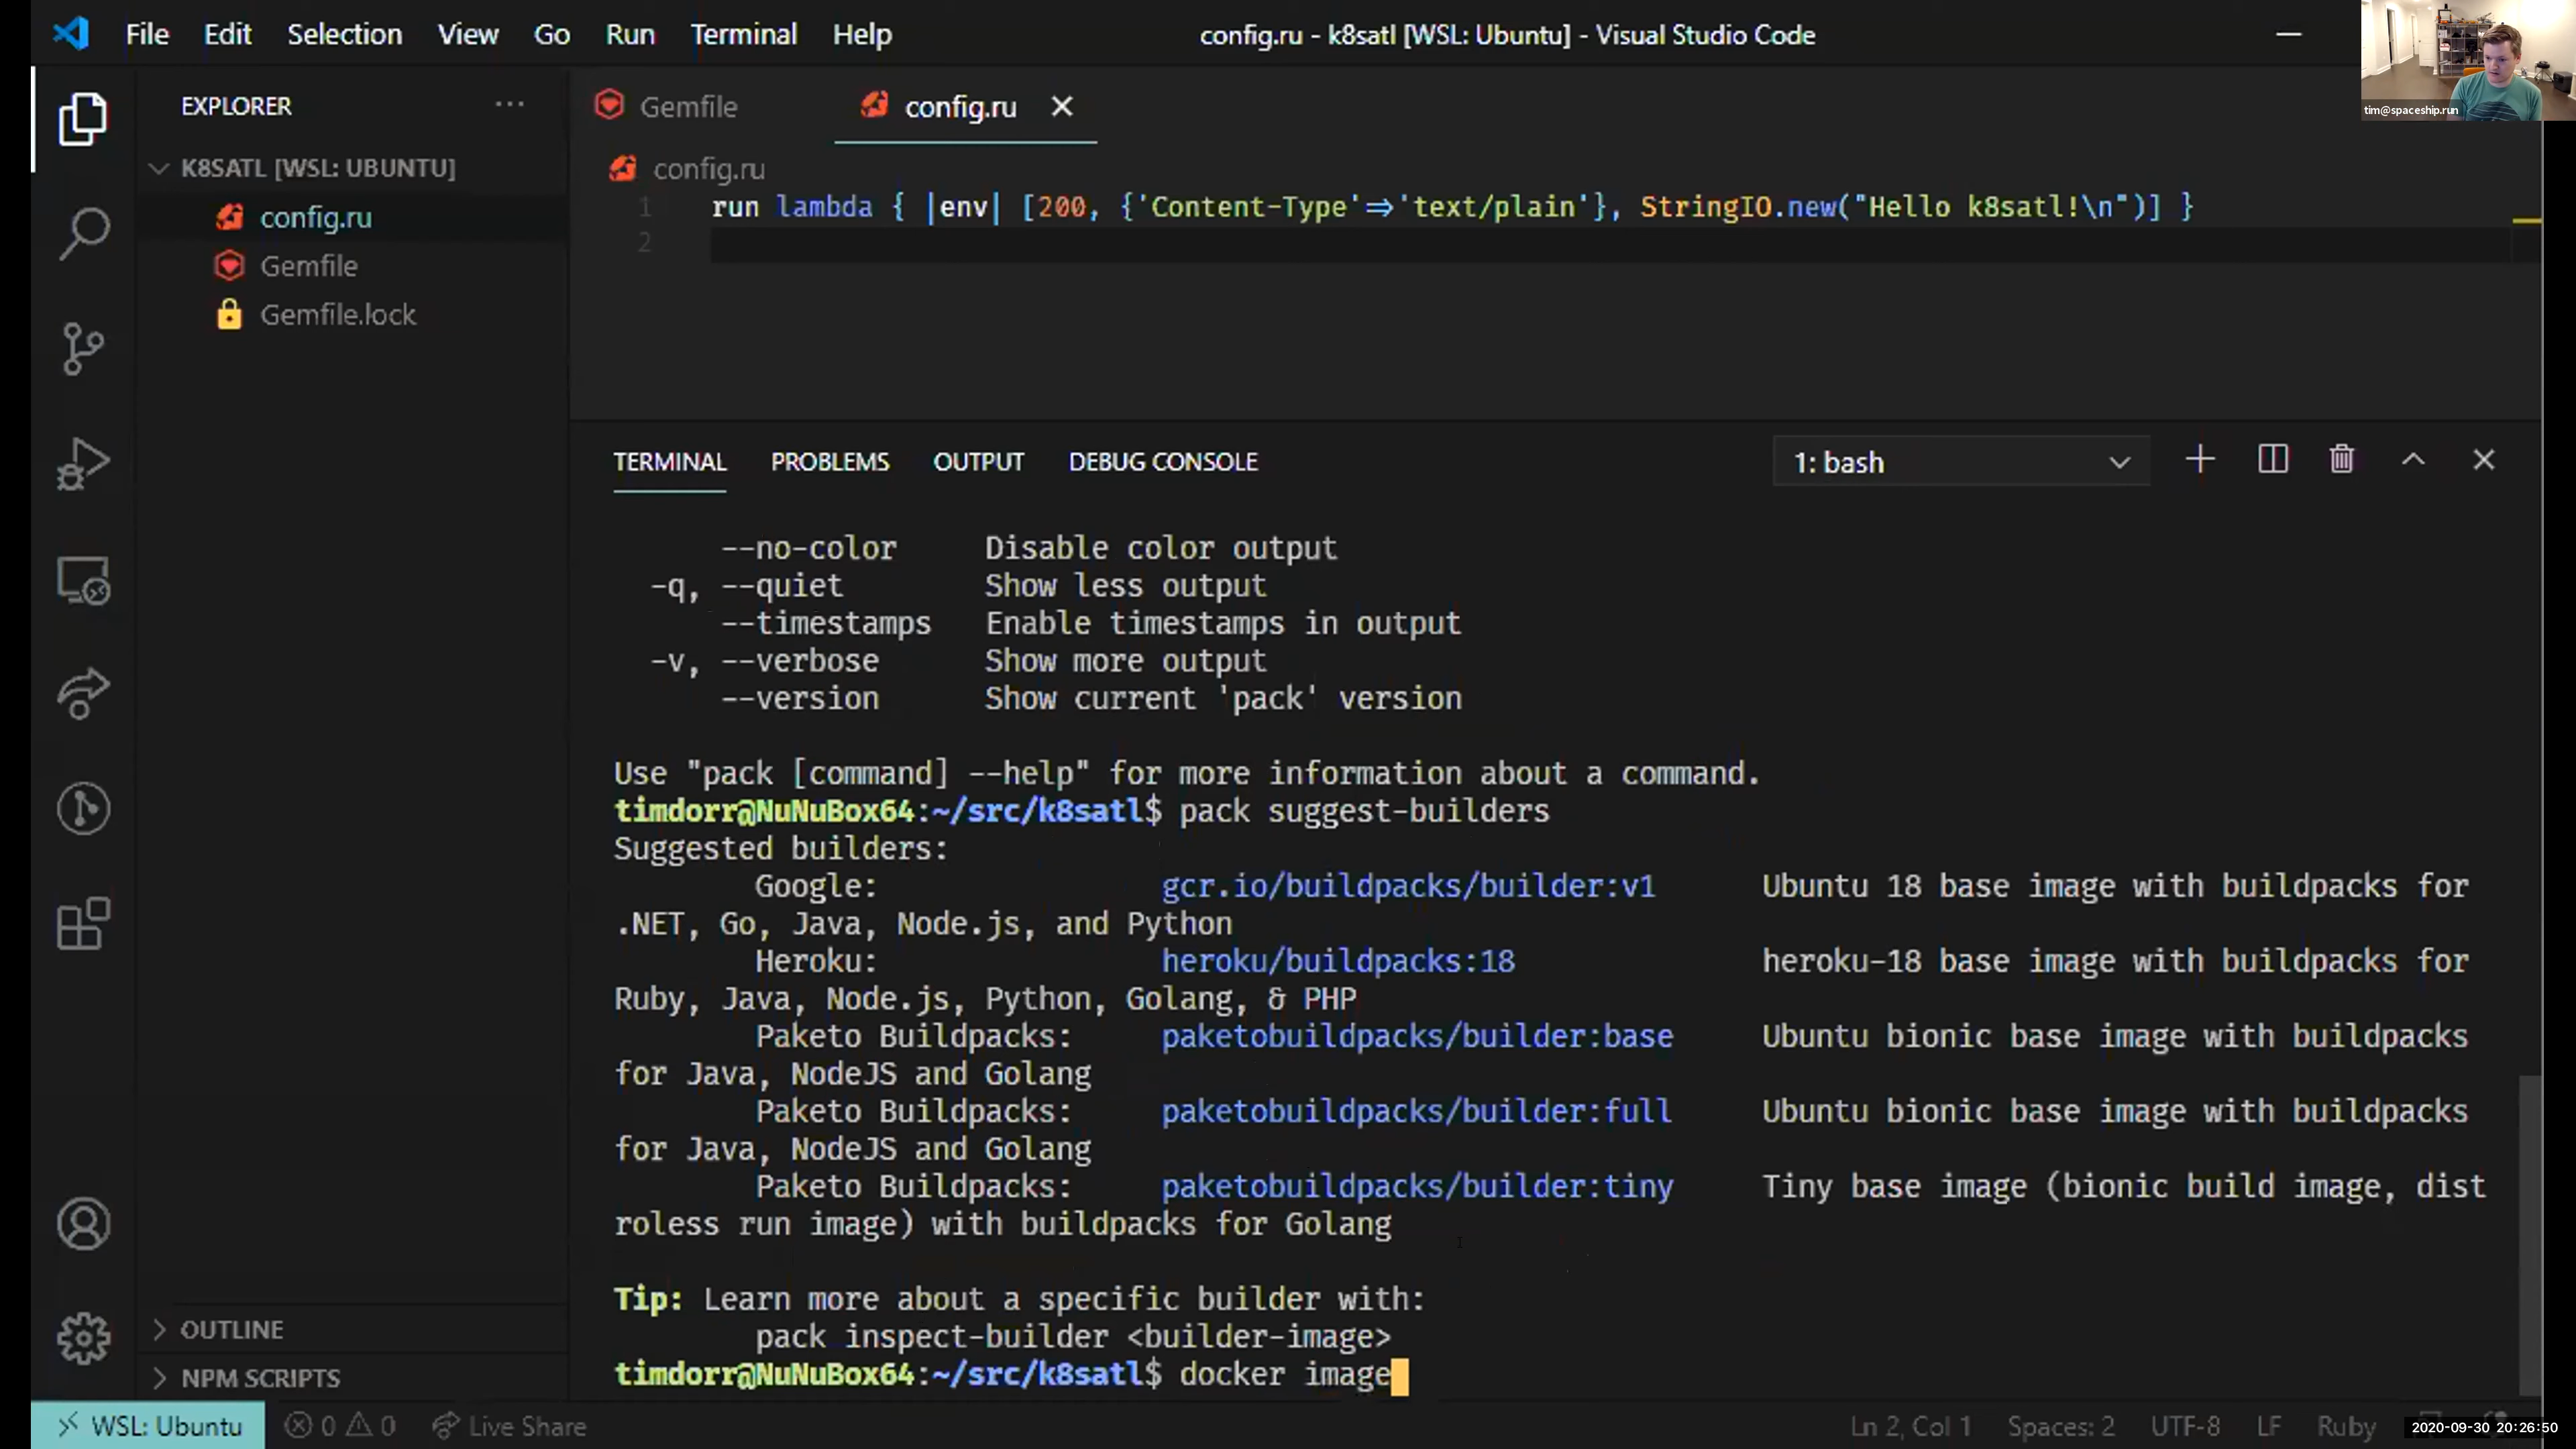 File Edit Selection View Go Run Terminal Help
config.ru - k8satl [WSL: Ubuntu] - Visual Studio Code
tim@spaceship.run
EXPLORER
K8SATL [WSL: UBUNTU]
config.ru
Gemfile
Gemfile.lock
OUTLINE
NPM SCRIPTS
Gemfile config.ru
config.ru
1 run lambda { |env| [200, {'Content-Type'=>'text/plain'}, StringIO.new("Hello k8satl!\n")] }
2
TERMINAL PROBLEMS OUTPUT DEBUG CONSOLE 1: bash
--no-color Disable color output
-q, --quiet Show less output
--timestamps Enable timestamps in output
-v, --verbose Show more output
--version Show current 'pack' version
Use "pack [command] --help" for more information about a command.
timdorr@NuNuBox64:~/src/k8satl$ pack suggest-builders
Suggested builders:
Google: gcr.io/buildpacks/builder:v1 Ubuntu 18 base image with buildpacks for
.NET, Go, Java, Node.js, and Python
Heroku: heroku/buildpacks:18 heroku-18 base image with buildpacks for
Ruby, Java, Node.js, Python, Golang, & PHP
Paketo Buildpacks: paketobuildpacks/builder:base Ubuntu bionic base image with buildpacks
for Java, NodeJS and Golang
Paketo Buildpacks: paketobuildpacks/builder:full Ubuntu bionic base image with buildpacks
for Java, NodeJS and Golang
Paketo Buildpacks: paketobuildpacks/builder:tiny Tiny base image (bionic build image, dist
roless run image) with buildpacks for Golang
Tip: Learn more about a specific builder with:
pack inspect-builder <builder-image>
timdorr@NuNuBox64:~/src/k8satl$ docker image
WSL: Ubuntu 0 0 Live Share Ln 2, Col 1 Spaces: 2 UTF-8 LF Ruby
2020-09-30 20:26:50